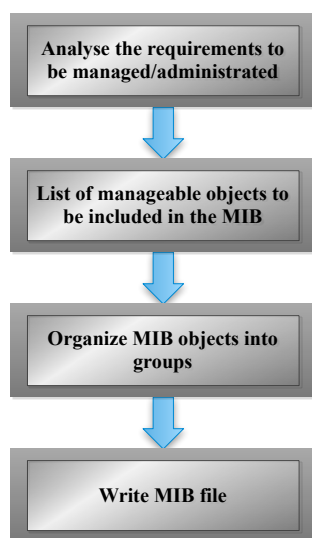 Analyse the requirements to
be managed/administrated
List of manageable objects to
be included in the MIB
Organize MIB objects into
groups
Write MIB file